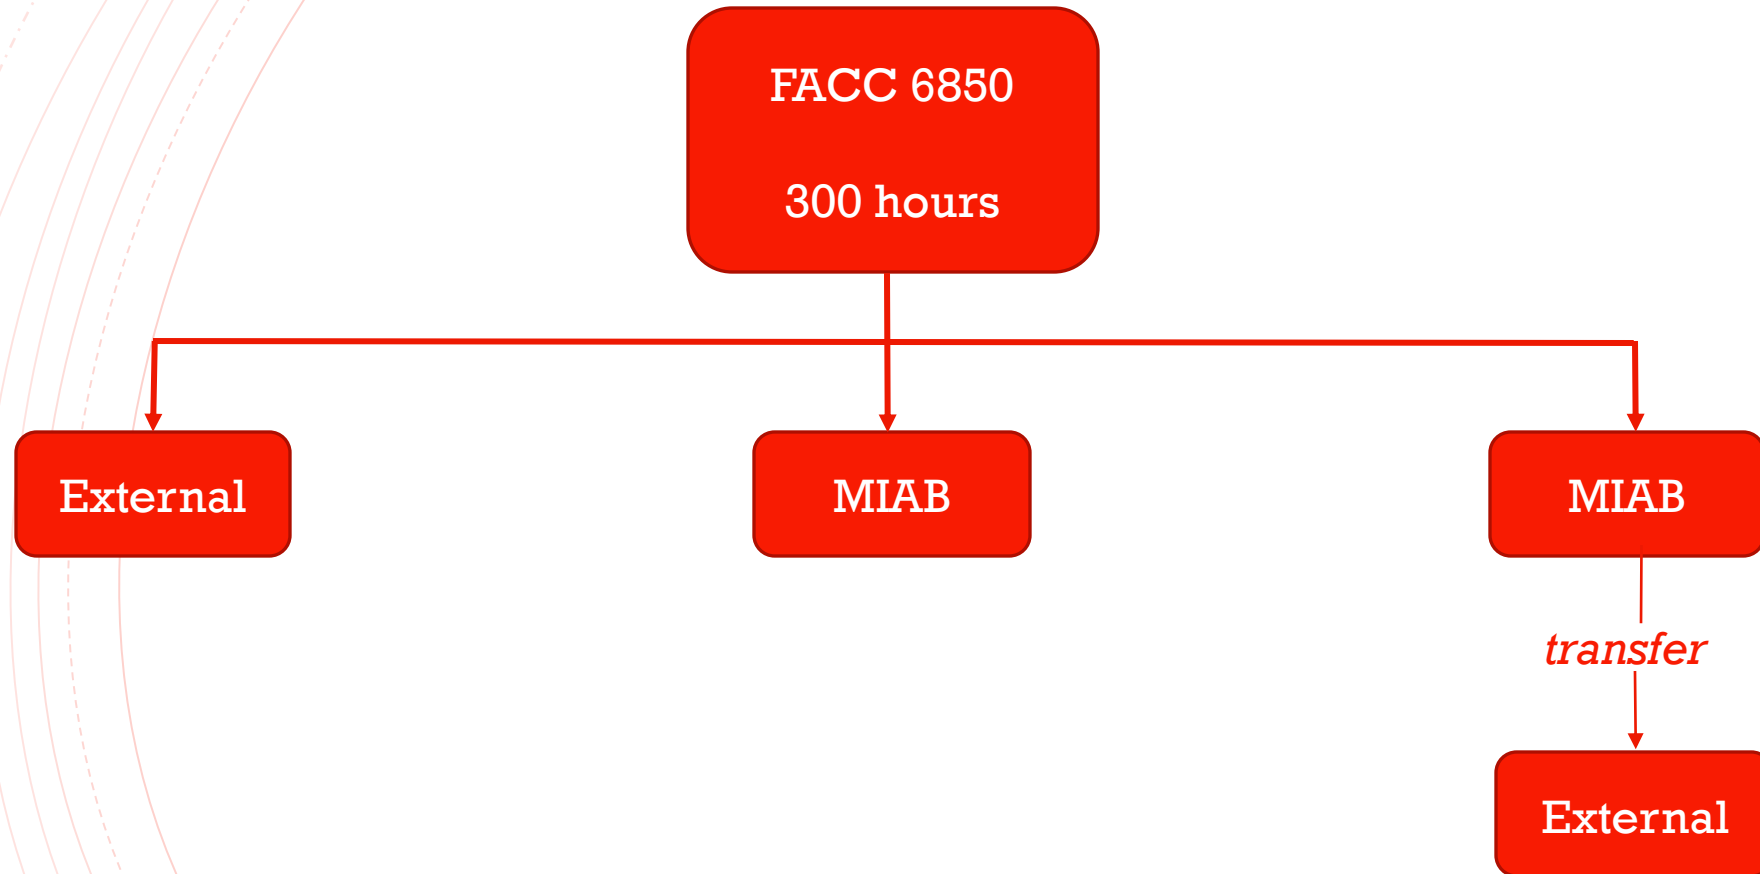 FACC 6850
300 hours
External
MIAB
MIAB
transfer
External